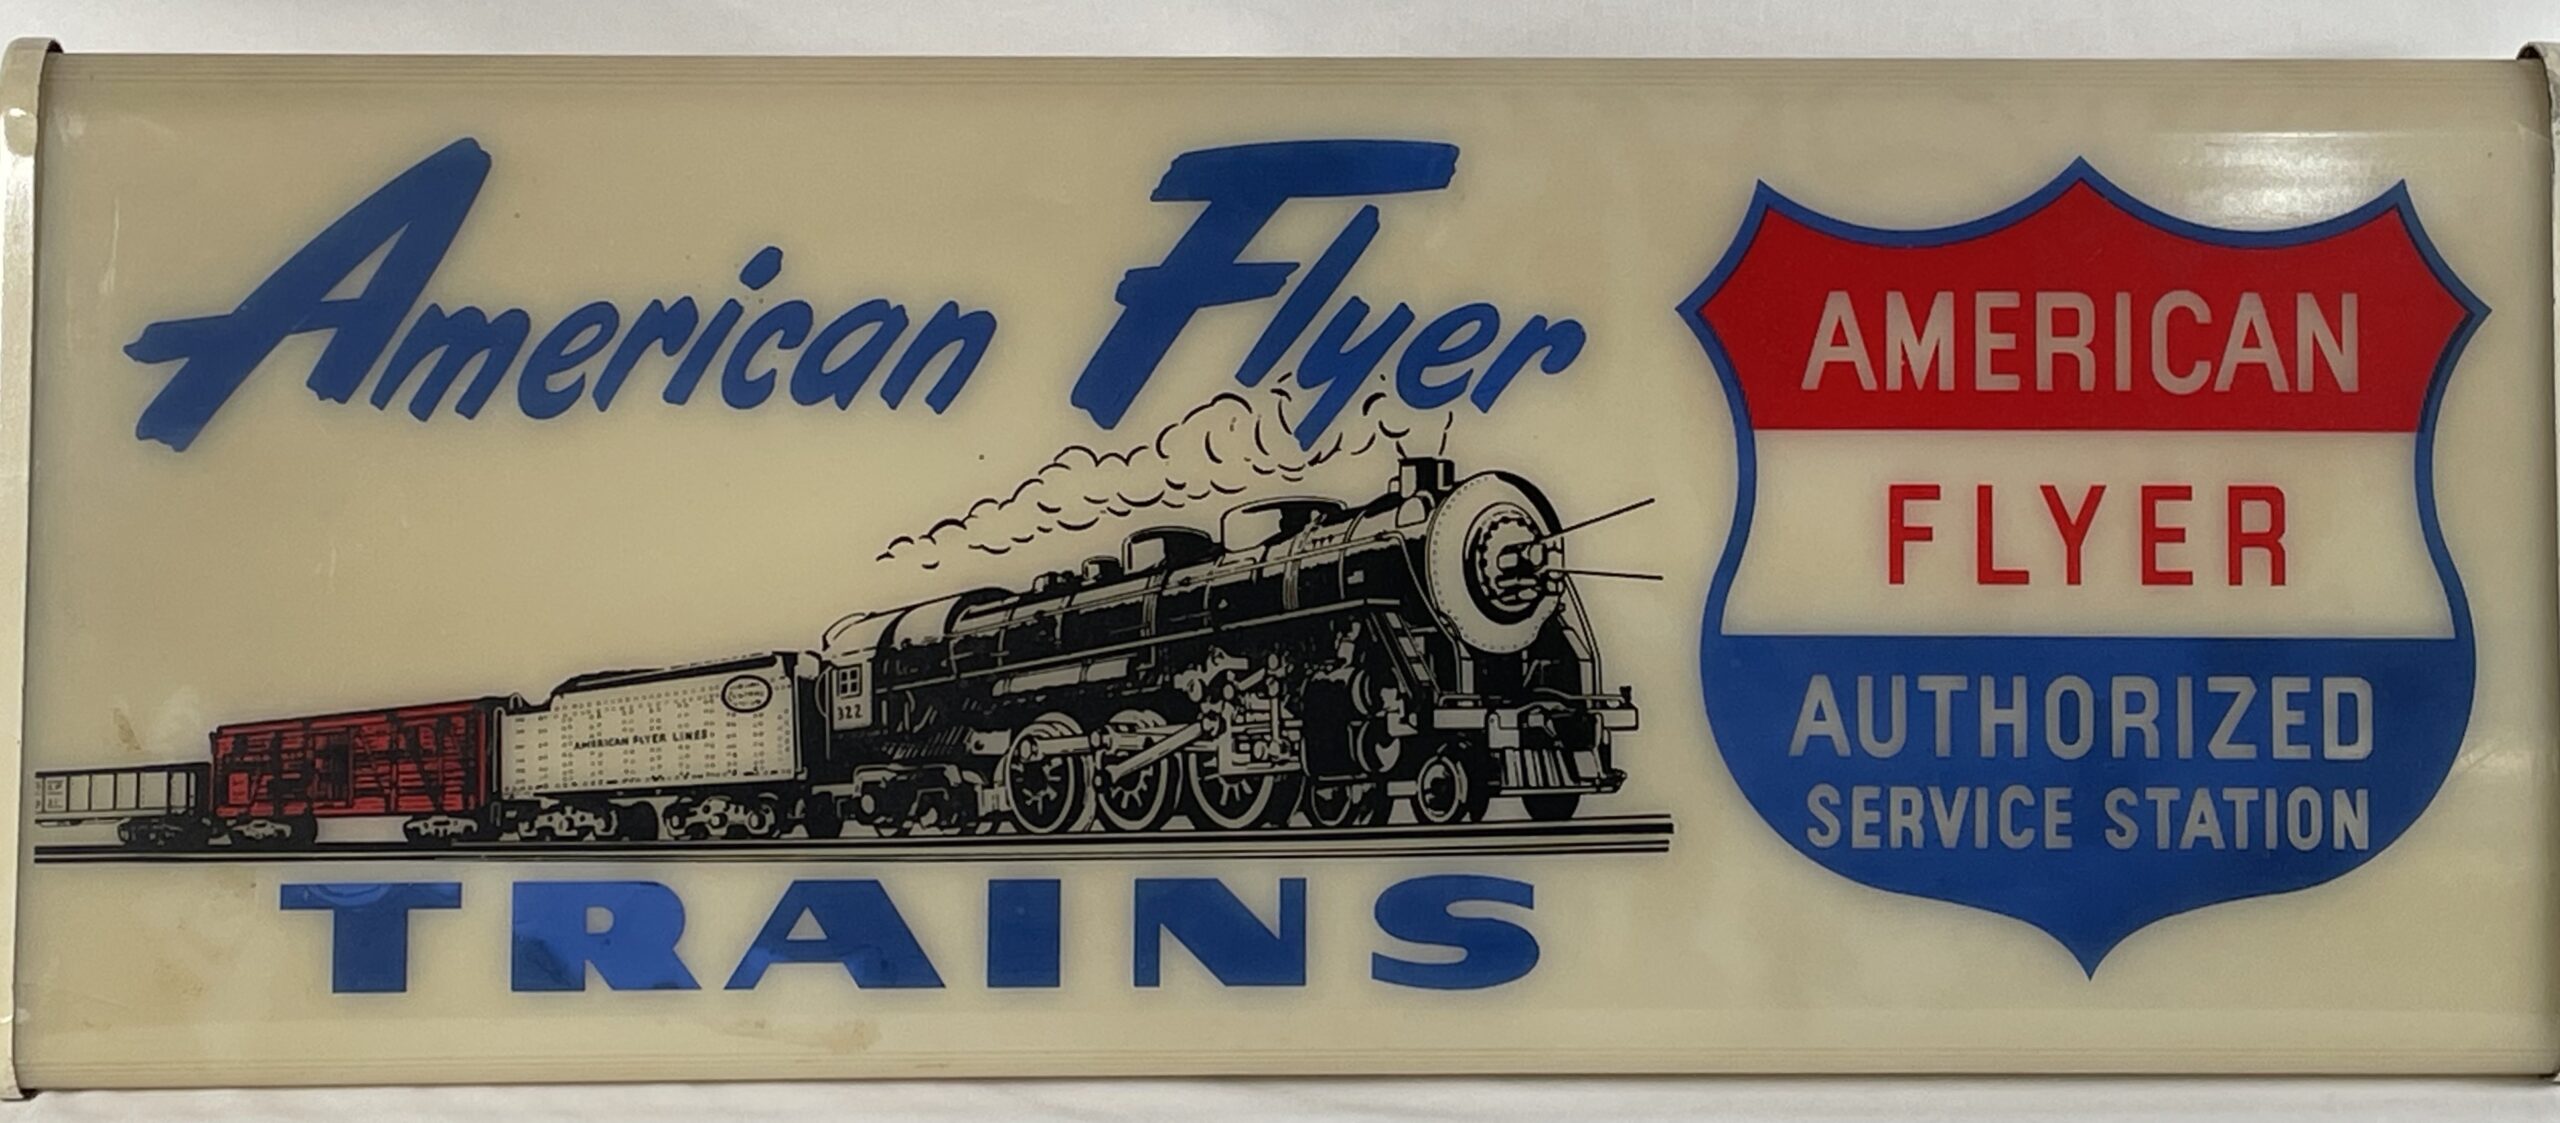 American Flyer
AMERICAN FLYER LINES
322
TRAINS
AMERICAN
FLYER
AUTHORIZED
SERVICE STATION